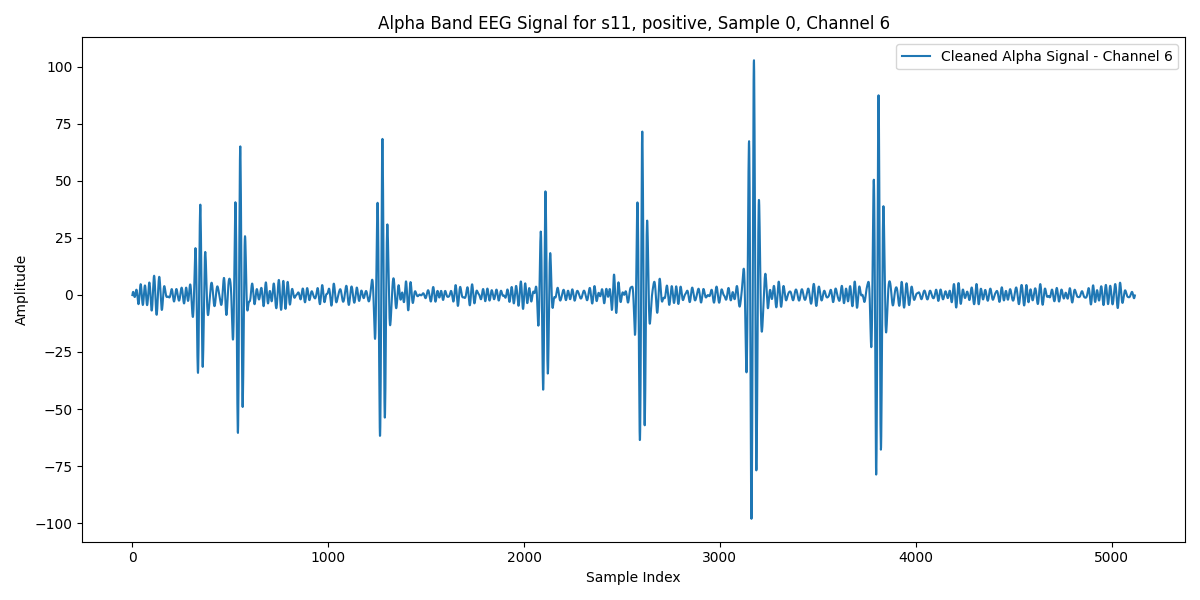 Alpha Band EEG Signal for s11, positive, Sample 0, Channel 6
Cleaned Alpha Signal - Channel 6
100
75
50
25
0
−25
−50
−75
−100
Amplitude
0 1000 2000 3000 4000 5000
Sample Index